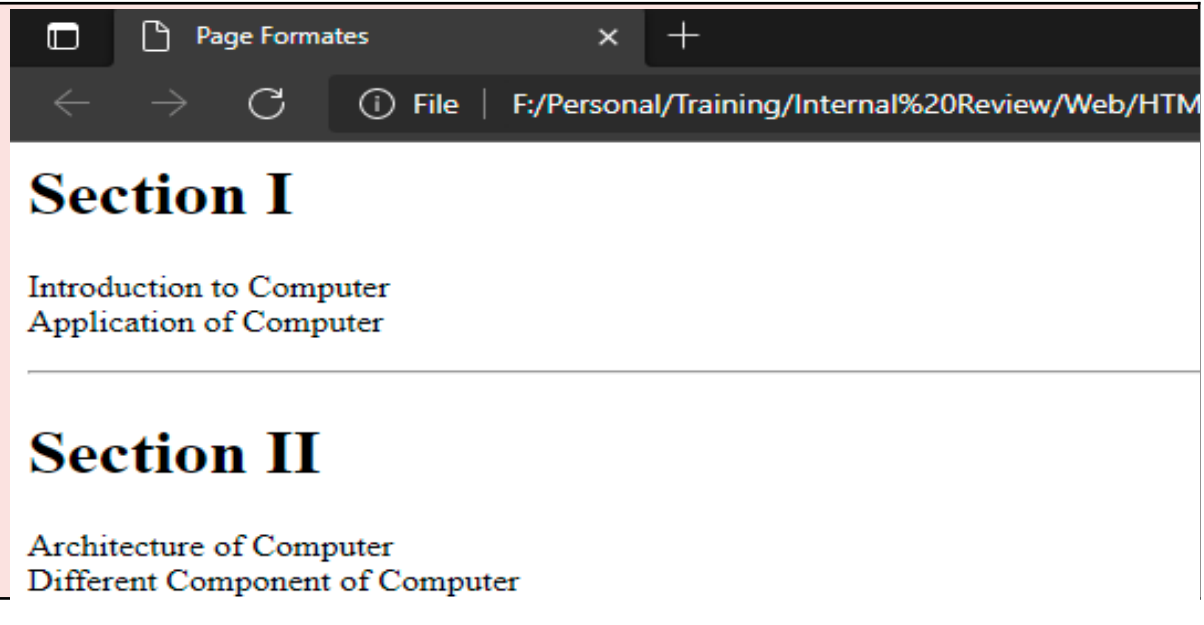 Page Formates
File | F:/Personal/Training/Internal%20Review/Web/HTM
Section I
Introduction to Computer
Application of Computer
Section II
Architecture of Computer
Different Component of Computer